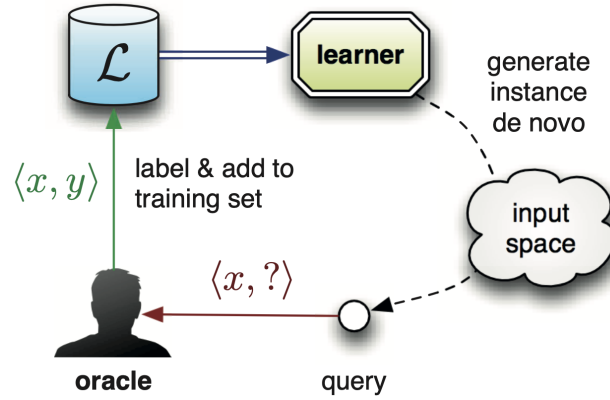 ℒ
learner
generate
instance
de novo
⟨x, y⟩
label & add to
training set
input
space
⟨x, ?⟩
oracle
query